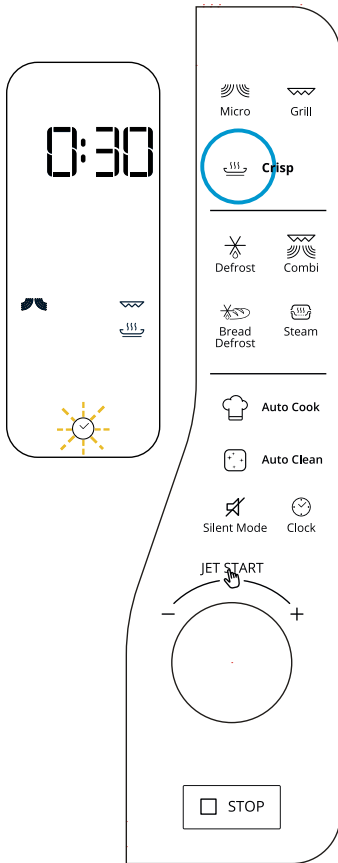 0:30
Micro
Grill
Crisp
Defrost
Combi
Bread
Defrost
Steam
Auto Cook
Auto Clean
Silent Mode
Clock
JET START
− +
STOP